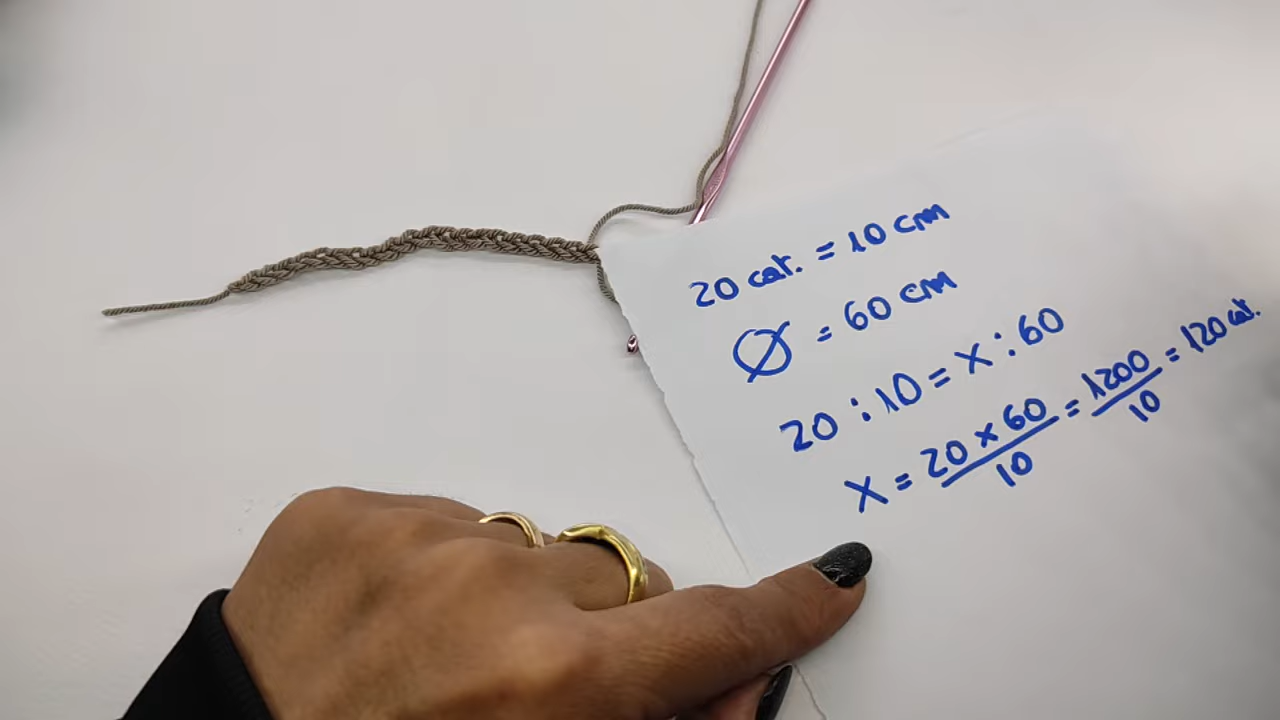 20 cat. = 10 cm
Ø = 60 cm
20 : 10 = x : 60
x = 20 x 60 / 10 = 1200 / 10 = 120 cat.